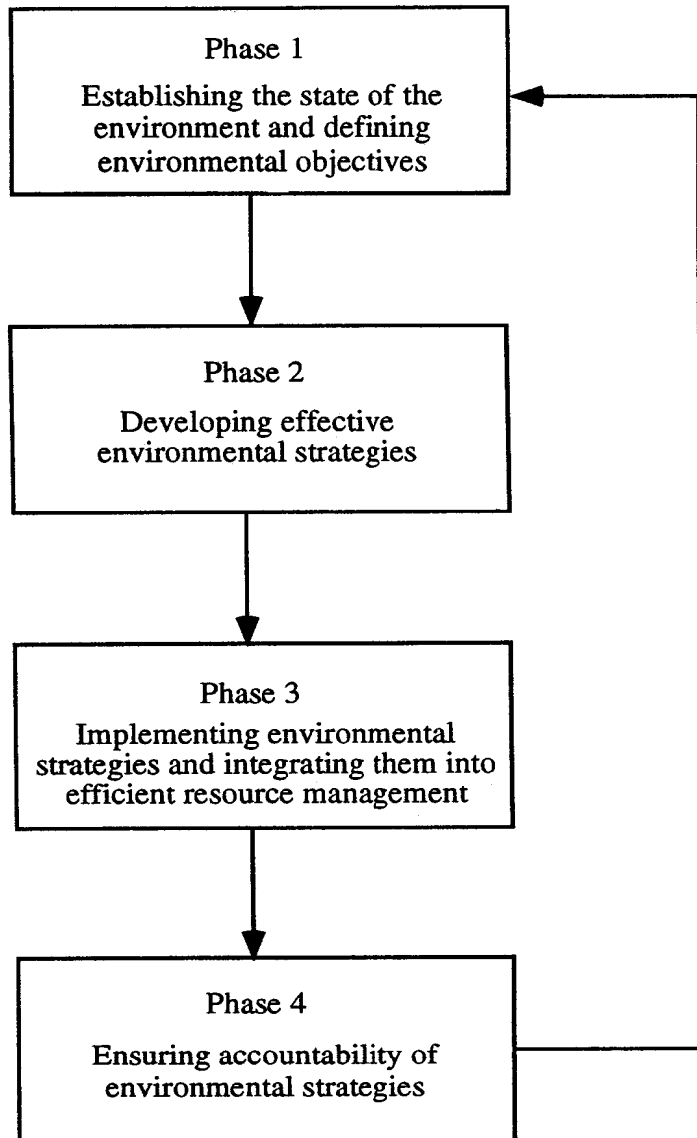 Phase 1
Establishing the state of the
environment and defining
environmental objectives
Phase 2
Developing effective
environmental strategies
Phase 3
Implementing environmental
strategies and integrating them into
efficient resource management
Phase 4
Ensuring accountability of
environmental strategies